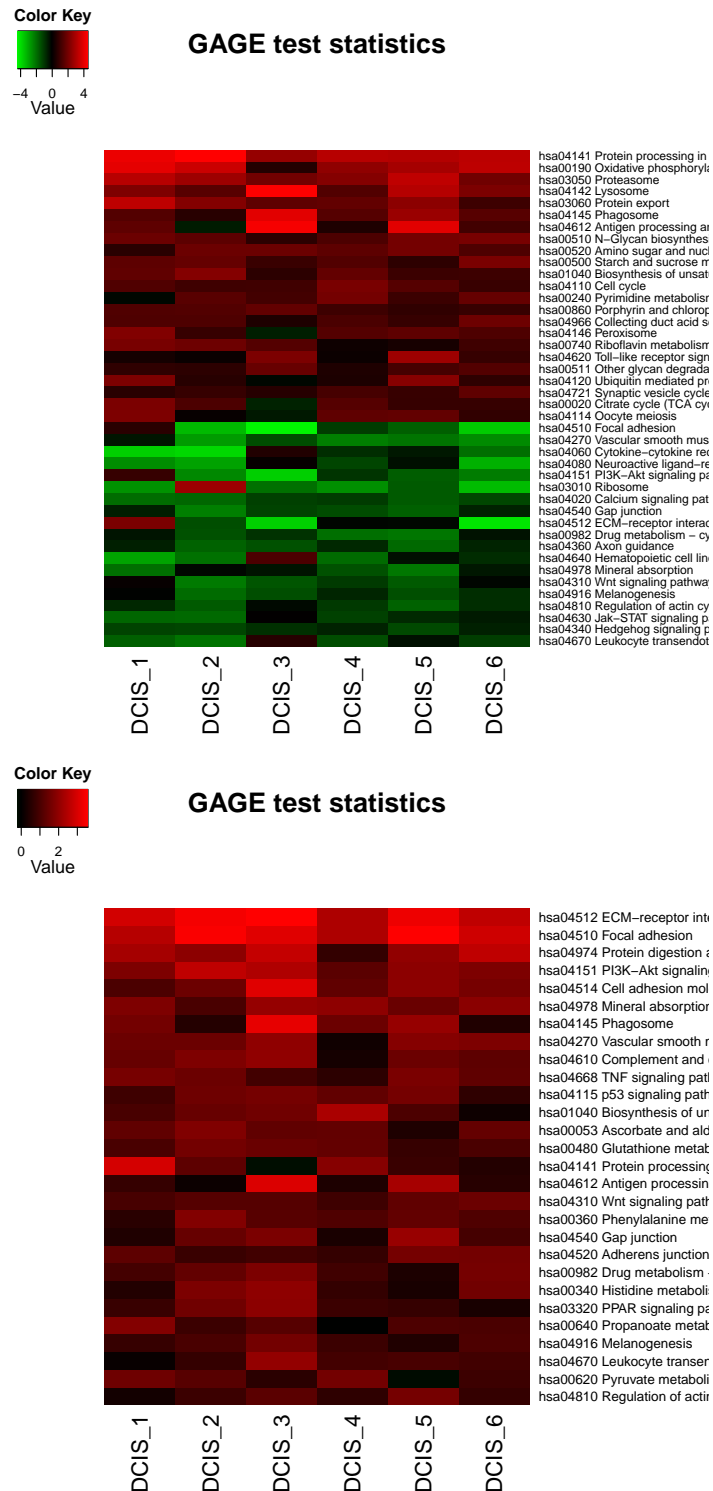 Color Key
GAGE test statistics
−4 0 4
Value
hsa04141 Protein processing in
hsa00190 Oxidative phosphoryla
hsa03050 Proteasome
hsa04142 Lysosome
hsa03060 Protein export
hsa04145 Phagosome
hsa04612 Antigen processing an
hsa00510 N−Glycan biosynthesi
hsa00520 Amino sugar and nucl
hsa00500 Starch and sucrose m
hsa01040 Biosynthesis of unsatu
hsa04110 Cell cycle
hsa00240 Pyrimidine metabolism
hsa00860 Porphyrin and chlorop
hsa04966 Collecting duct acid se
hsa04146 Peroxisome
hsa00740 Riboflavin metabolism
hsa04620 Toll−like receptor sign
hsa00511 Other glycan degrada
hsa04120 Ubiquitin mediated pro
hsa04721 Synaptic vesicle cycle
hsa00020 Citrate cycle (TCA cyc
hsa04114 Oocyte meiosis
hsa04510 Focal adhesion
hsa04270 Vascular smooth mus
hsa04060 Cytokine−cytokine rec
hsa04080 Neuroactive ligand−re
hsa04151 PI3K−Akt signaling pa
hsa03010 Ribosome
hsa04020 Calcium signaling pat
hsa04540 Gap junction
hsa04512 ECM−receptor interac
hsa00982 Drug metabolism − cy
hsa04360 Axon guidance
hsa04640 Hematopoietic cell line
hsa04978 Mineral absorption
hsa04310 Wnt signaling pathway
hsa04916 Melanogenesis
hsa04810 Regulation of actin cy
hsa04630 Jak−STAT signaling pa
hsa04340 Hedgehog signaling p
hsa04670 Leukocyte transendot
DCIS_1
DCIS_2
DCIS_3
DCIS_4
DCIS_5
DCIS_6
Color Key
GAGE test statistics
0 2
Value
hsa04512 ECM−receptor inte
hsa04510 Focal adhesion
hsa04974 Protein digestion a
hsa04151 PI3K−Akt signaling
hsa04514 Cell adhesion mol
hsa04978 Mineral absorption
hsa04145 Phagosome
hsa04270 Vascular smooth m
hsa04610 Complement and c
hsa04668 TNF signaling path
hsa04115 p53 signaling path
hsa01040 Biosynthesis of un
hsa00053 Ascorbate and ald
hsa00480 Glutathione metab
hsa04141 Protein processing
hsa04612 Antigen processin
hsa04310 Wnt signaling path
hsa00360 Phenylalanine me
hsa04540 Gap junction
hsa04520 Adherens junction
hsa00982 Drug metabolism −
hsa00340 Histidine metabolis
hsa03320 PPAR signaling pa
hsa00640 Propanoate metab
hsa04916 Melanogenesis
hsa04670 Leukocyte transen
hsa00620 Pyruvate metaboli
hsa04810 Regulation of actin
DCIS_1
DCIS_2
DCIS_3
DCIS_4
DCIS_5
DCIS_6